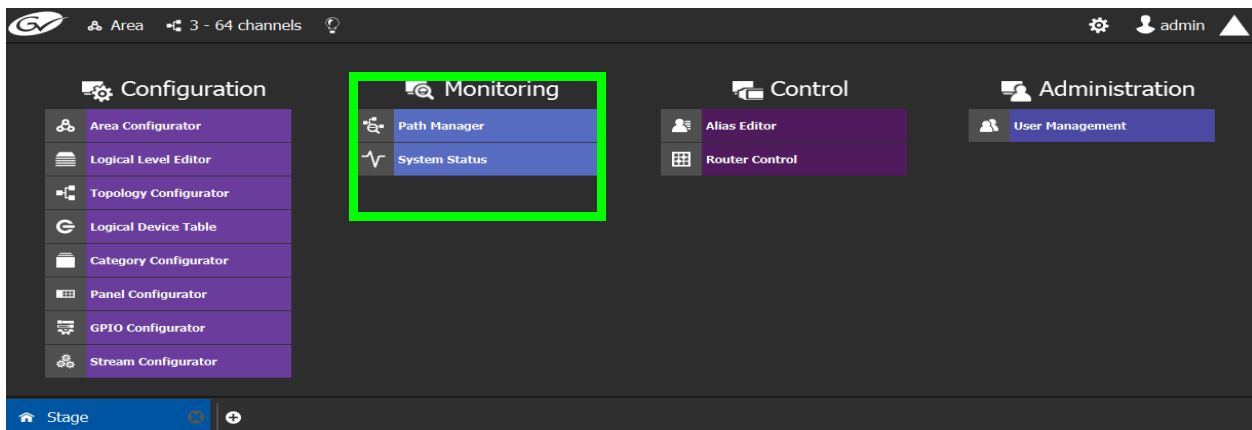 GV Area 3 - 64 channels admin
Configuration
Area Configurator
Logical Level Editor
Topology Configurator
Logical Device Table
Category Configurator
Panel Configurator
GPIO Configurator
Stream Configurator
Monitoring
Path Manager
System Status
Control
Alias Editor
Router Control
Administration
User Management
Stage